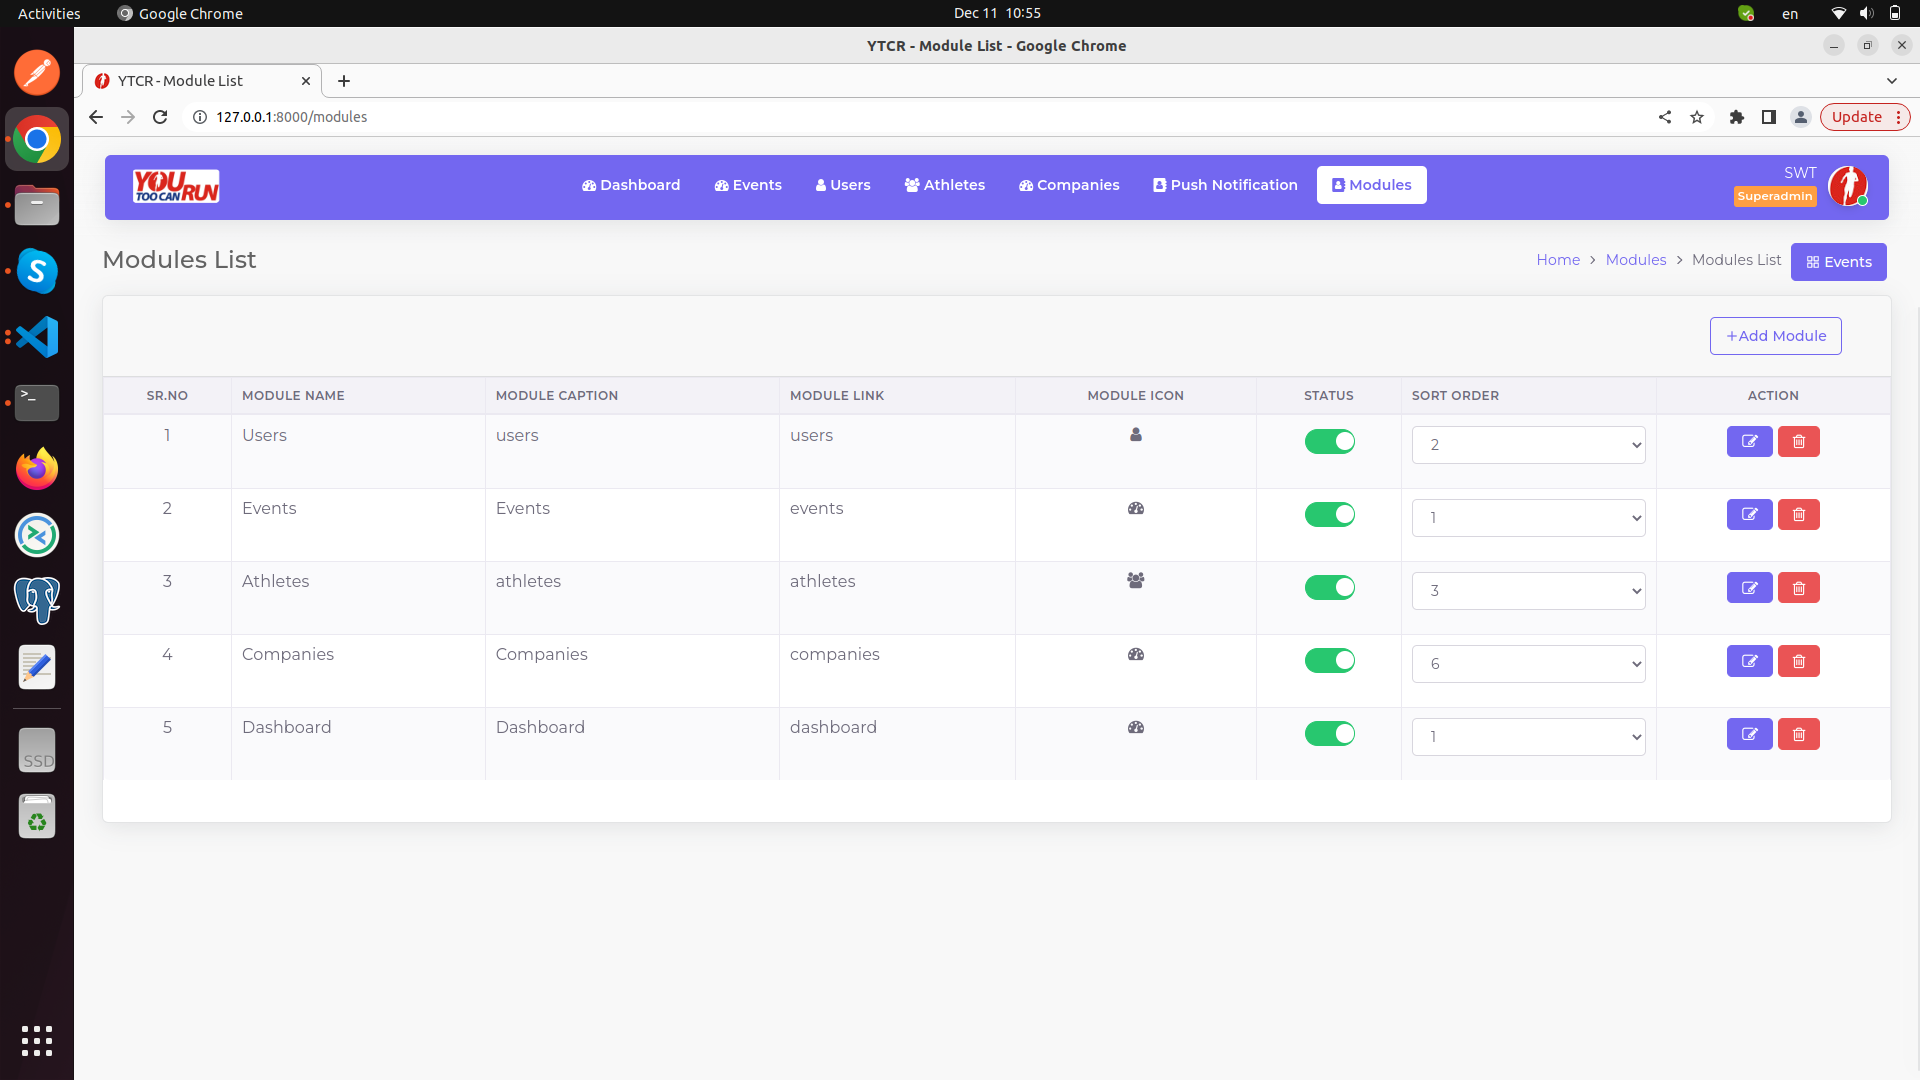 Activities Google Chrome Dec 11 10:55 en
YTCR - Module List - Google Chrome
YTCR - Module List
127.0.0.1:8000/modules Update
YOU TOO CAN RUN Dashboard Events Users Athletes Companies Push Notification Modules SWT Superadmin
Modules List Home > Modules > Modules List Events
+Add Module
SR.NO MODULE NAME MODULE CAPTION MODULE LINK MODULE ICON STATUS SORT ORDER ACTION
1 Users users users 2
2 Events Events events 1
3 Athletes athletes athletes 3
4 Companies Companies companies 6
5 Dashboard Dashboard dashboard 1
SSD